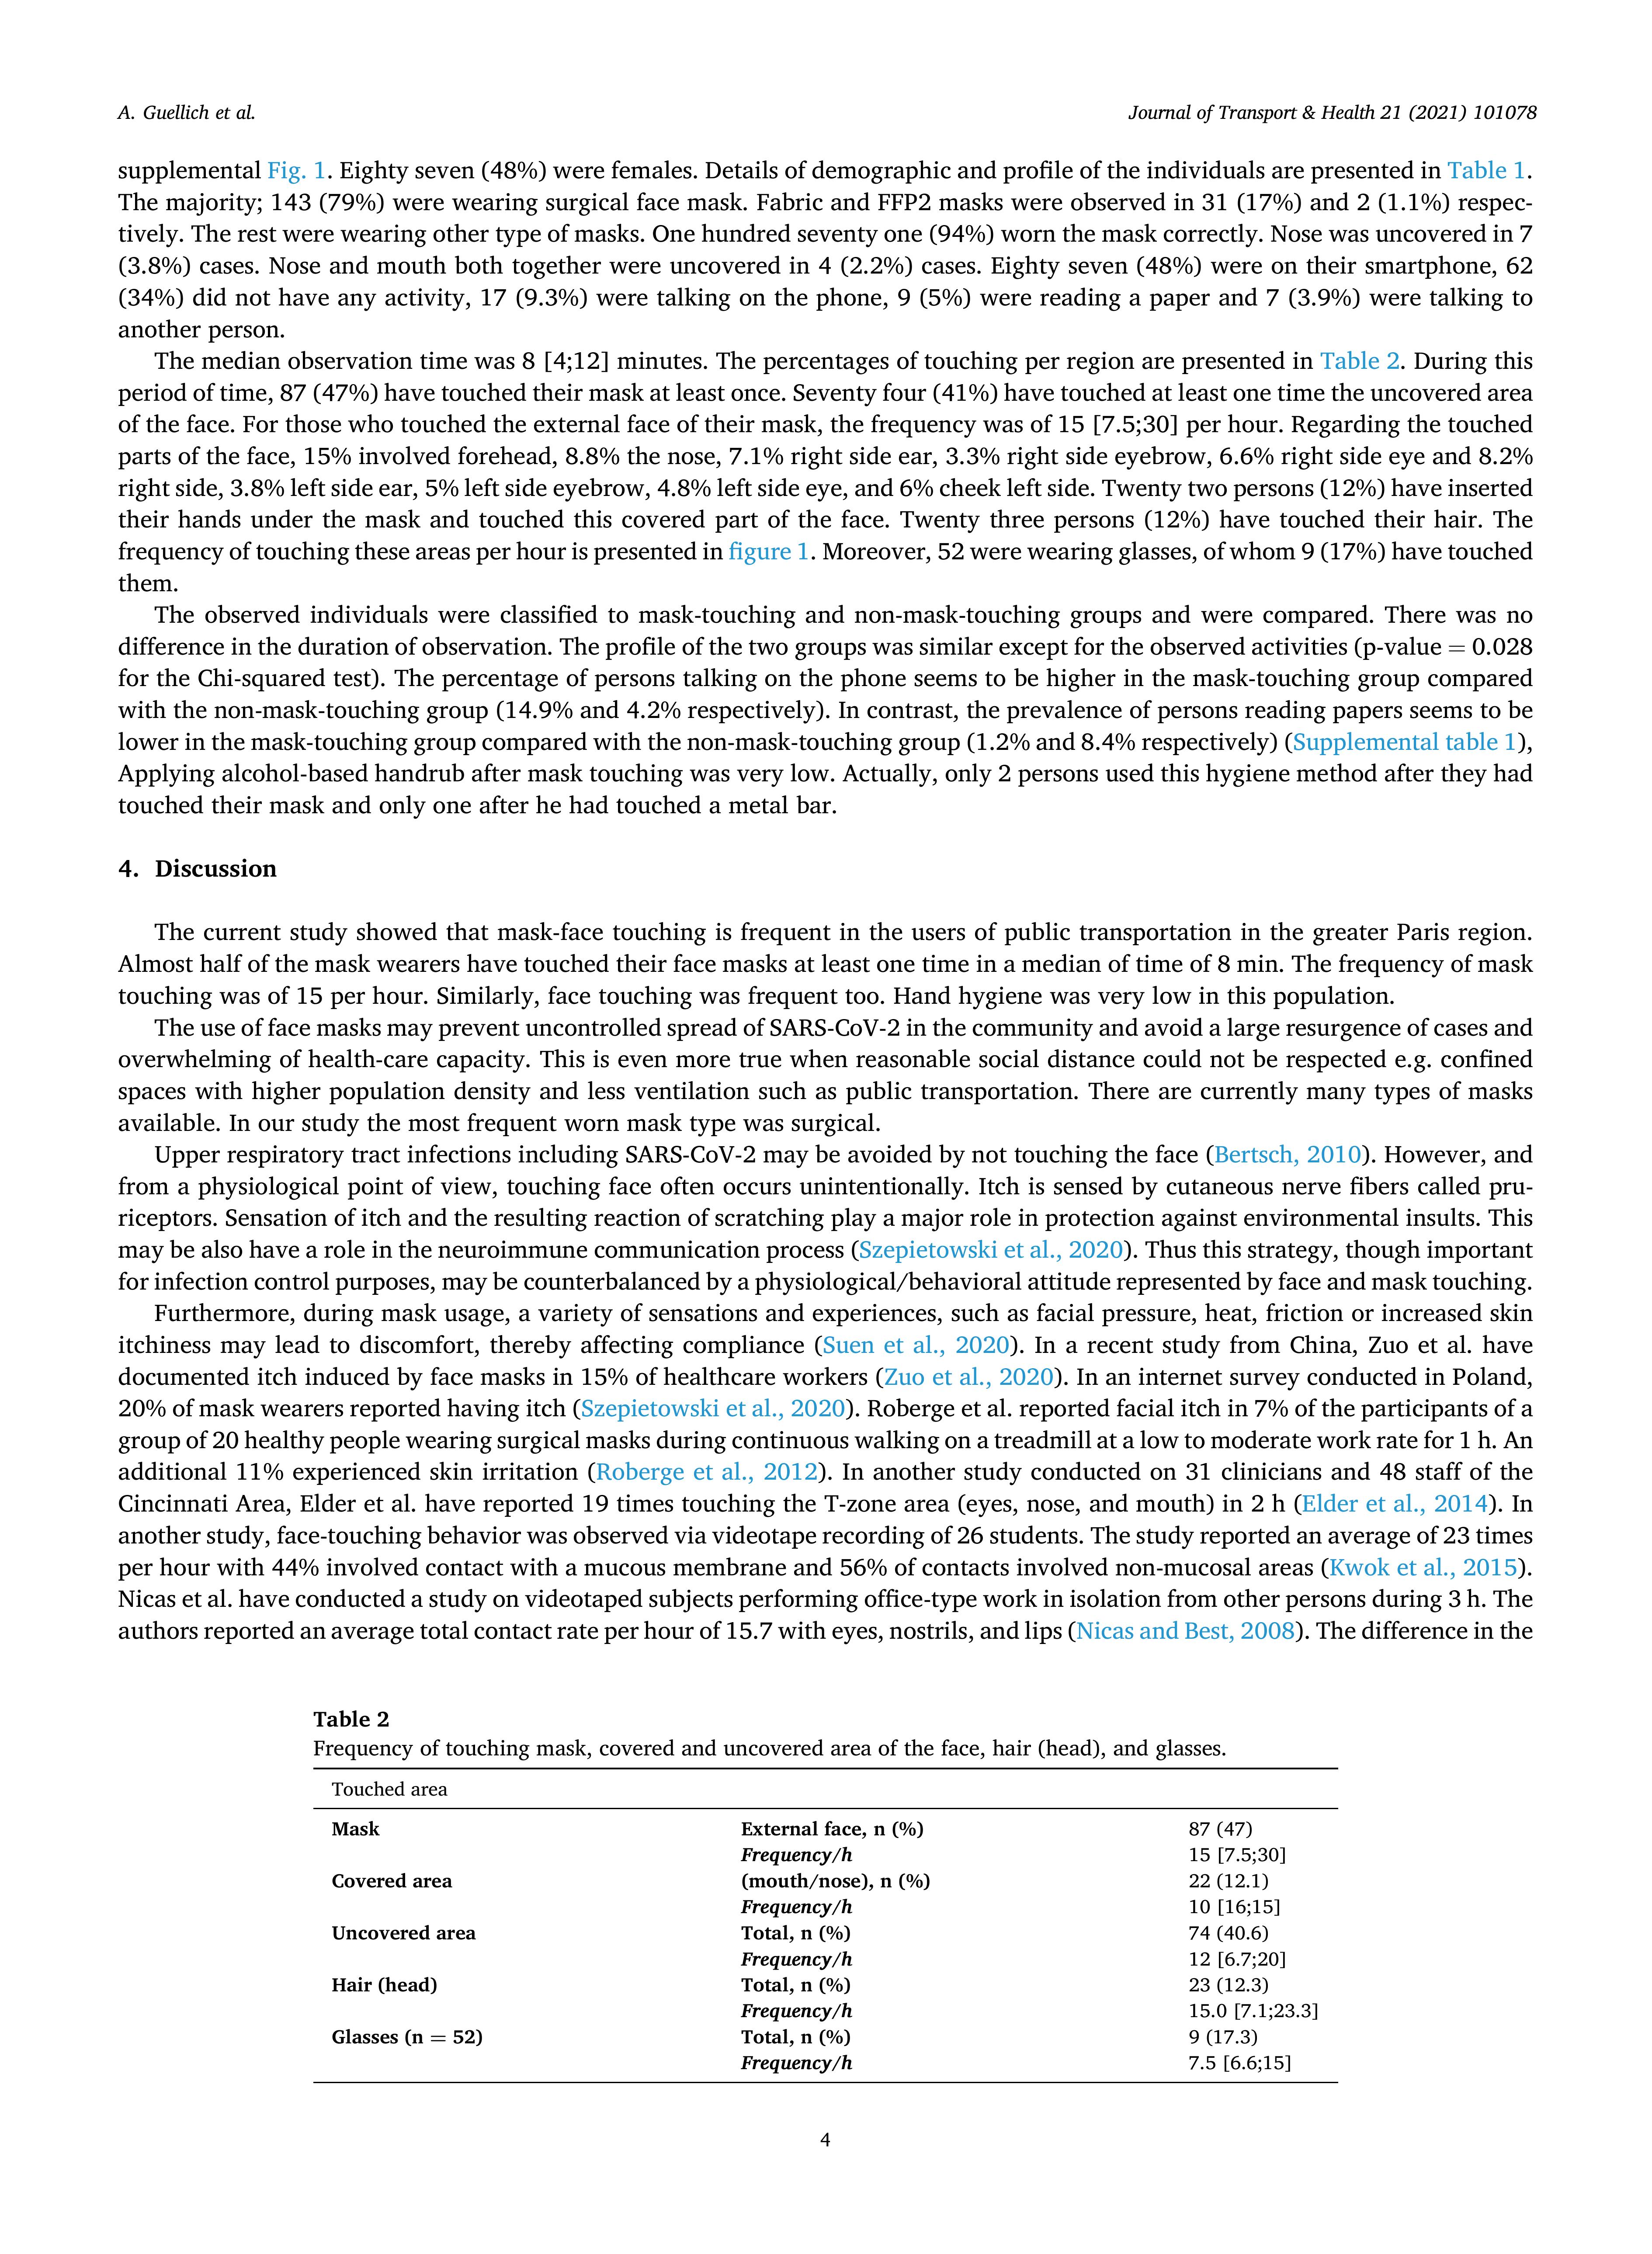 A. Guellich et al.
Journal of Transport & Health 21 (2021) 101078
supplemental Fig. 1. Eighty seven (48%) were females. Details of demographic and profile of the individuals are presented in Table 1.
The majority; 143 (79%) were wearing surgical face mask. Fabric and FFP2 masks were observed in 31 (17%) and 2 (1.1%) respec-
tively. The rest were wearing other type of masks. One hundred seventy one (94%) worn the mask correctly. Nose was uncovered in 7
(3.8%) cases. Nose and mouth both together were uncovered in 4 (2.2%) cases. Eighty seven (48%) were on their smartphone, 62
(34%) did not have any activity, 17 (9.3%) were talking on the phone, 9 (5%) were reading a paper and 7 (3.9%) were talking to
another person.
The median observation time was 8 [4;12] minutes. The percentages of touching per region are presented in Table 2. During this
period of time, 87 (47%) have touched their mask at least once. Seventy four (41%) have touched at least one time the uncovered area
of the face. For those who touched the external face of their mask, the frequency was of 15 [7.5;30] per hour. Regarding the touched
parts of the face, 15% involved forehead, 8.8% the nose, 7.1% right side ear, 3.3% right side eyebrow, 6.6% right side eye and 8.2%
right side, 3.8% left side ear, 5% left side eyebrow, 4.8% left side eye, and 6% cheek left side. Twenty two persons (12%) have inserted
their hands under the mask and touched this covered part of the face. Twenty three persons (12%) have touched their hair. The
frequency of touching these areas per hour is presented in figure 1. Moreover, 52 were wearing glasses, of whom 9 (17%) have touched
them.
The observed individuals were classified to mask-touching and non-mask-touching groups and were compared. There was no
difference in the duration of observation. The profile of the two groups was similar except for the observed activities (p-value = 0.028
for the Chi-squared test). The percentage of persons talking on the phone seems to be higher in the mask-touching group compared
with the non-mask-touching group (14.9% and 4.2% respectively). In contrast, the prevalence of persons reading papers seems to be
lower in the mask-touching group compared with the non-mask-touching group (1.2% and 8.4% respectively) (Supplemental table 1),
Applying alcohol-based handrub after mask touching was very low. Actually, only 2 persons used this hygiene method after they had
touched their mask and only one after he had touched a metal bar.
4. Discussion
The current study showed that mask-face touching is frequent in the users of public transportation in the greater Paris region.
Almost half of the mask wearers have touched their face masks at least one time in a median of time of 8 min. The frequency of mask
touching was of 15 per hour. Similarly, face touching was frequent too. Hand hygiene was very low in this population.
The use of face masks may prevent uncontrolled spread of SARS-CoV-2 in the community and avoid a large resurgence of cases and
overwhelming of health-care capacity. This is even more true when reasonable social distance could not be respected e.g. confined
spaces with higher population density and less ventilation such as public transportation. There are currently many types of masks
available. In our study the most frequent worn mask type was surgical.
Upper respiratory tract infections including SARS-CoV-2 may be avoided by not touching the face (Bertsch, 2010). However, and
from a physiological point of view, touching face often occurs unintentionally. Itch is sensed by cutaneous nerve fibers called pru-
riceptors. Sensation of itch and the resulting reaction of scratching play a major role in protection against environmental insults. This
may be also have a role in the neuroimmune communication process (Szepietowski et al., 2020). Thus this strategy, though important
for infection control purposes, may be counterbalanced by a physiological/behavioral attitude represented by face and mask touching.
Furthermore, during mask usage, a variety of sensations and experiences, such as facial pressure, heat, friction or increased skin
itchiness may lead to discomfort, thereby affecting compliance (Suen et al., 2020). In a recent study from China, Zuo et al. have
documented itch induced by face masks in 15% of healthcare workers (Zuo et al., 2020). In an internet survey conducted in Poland,
20% of mask wearers reported having itch (Szepietowski et al., 2020). Roberge et al. reported facial itch in 7% of the participants of a
group of 20 healthy people wearing surgical masks during continuous walking on a treadmill at a low to moderate work rate for 1 h. An
additional 11% experienced skin irritation (Roberge et al., 2012). In another study conducted on 31 clinicians and 48 staff of the
Cincinnati Area, Elder et al. have reported 19 times touching the T-zone area (eyes, nose, and mouth) in 2 h (Elder et al., 2014). In
another study, face-touching behavior was observed via videotape recording of 26 students. The study reported an average of 23 times
per hour with 44% involved contact with a mucous membrane and 56% of contacts involved non-mucosal areas (Kwok et al., 2015).
Nicas et al. have conducted a study on videotaped subjects performing office-type work in isolation from other persons during 3 h. The
authors reported an average total contact rate per hour of 15.7 with eyes, nostrils, and lips (Nicas and Best, 2008). The difference in the
Table 2
Frequency of touching mask, covered and uncovered area of the face, hair (head), and glasses.
Touched area
Mask External face, n (%) 87 (47)
Frequency/h 15 [7.5;30]
Covered area (mouth/nose), n (%) 22 (12.1)
Frequency/h 10 [16;15]
Uncovered area Total, n (%) 74 (40.6)
Frequency/h 12 [6.7;20]
Hair (head) Total, n (%) 23 (12.3)
Frequency/h 15.0 [7.1;23.3]
Glasses (n = 52) Total, n (%) 9 (17.3)
Frequency/h 7.5 [6.6;15]
4